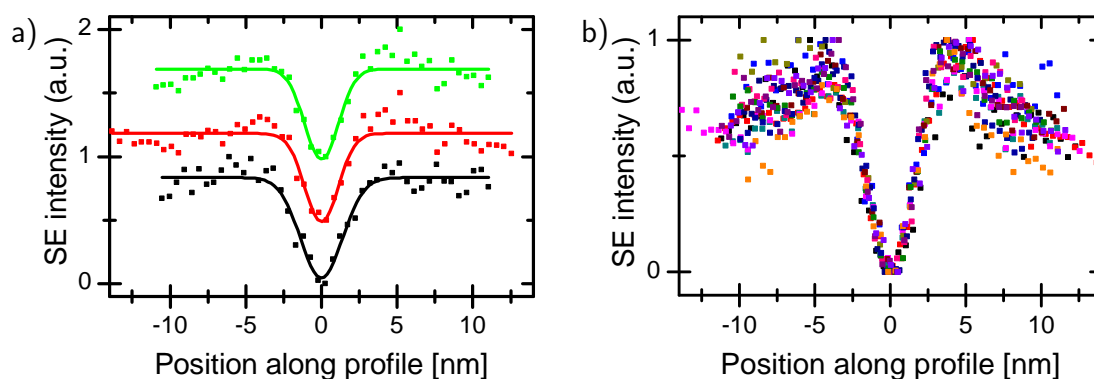 a)
SE intensity (a.u.)
2
1
0
-10 -5 0 5 10
Position along profile [nm]
b)
SE intensity (a.u.)
1
0
-10 -5 0 5 10
Position along profile [nm]